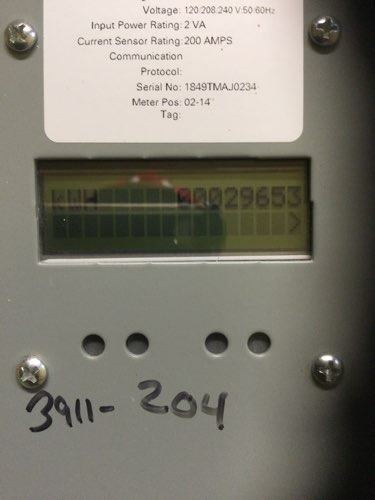 Voltage: 120:208:240 V:50:60Hz
Input Power Rating: 2 VA
Current Sensor Rating: 200 AMPS
Communication
Protocol:
Serial No: 1849TMAJ0234
Meter Pos: 02-14
Tag:
kWH 00029653
>
3911- 204